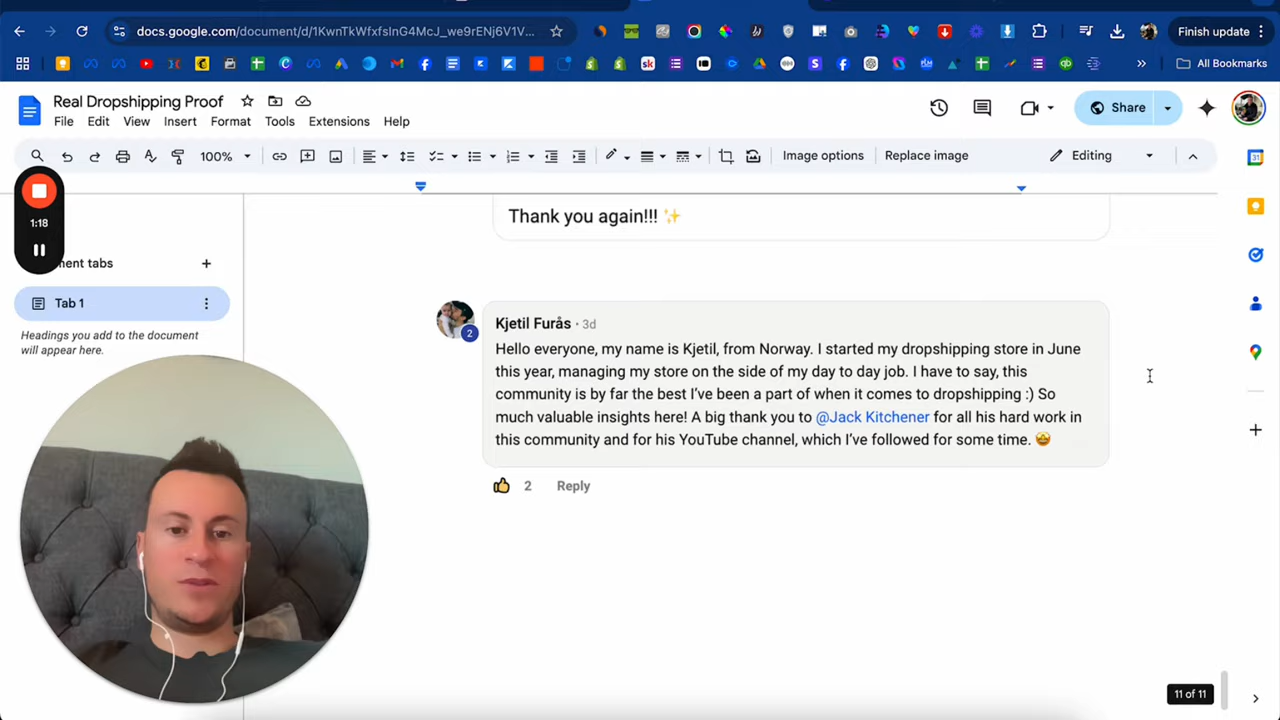 docs.google.com/document/d/1KwnTkWfxfsInG4McJ_we9rENj6V1V...
Finish update
All Bookmarks
Real Dropshipping Proof
File Edit View Insert Format Tools Extensions Help
Share
100%
Image options
Replace image
Editing
1:18
ment tabs
Tab 1
Headings you add to the document
will appear here.
Thank you again!!! ✨
Kjetil Furås · 3d
2
Hello everyone, my name is Kjetil, from Norway. I started my dropshipping store in June
this year, managing my store on the side of my day to day job. I have to say, this
community is by far the best I've been a part of when it comes to dropshipping :) So
much valuable insights here! A big thank you to @Jack Kitchener for all his hard work in
this community and for his YouTube channel, which I've followed for some time. 🤩
👍 2 Reply
11 of 11